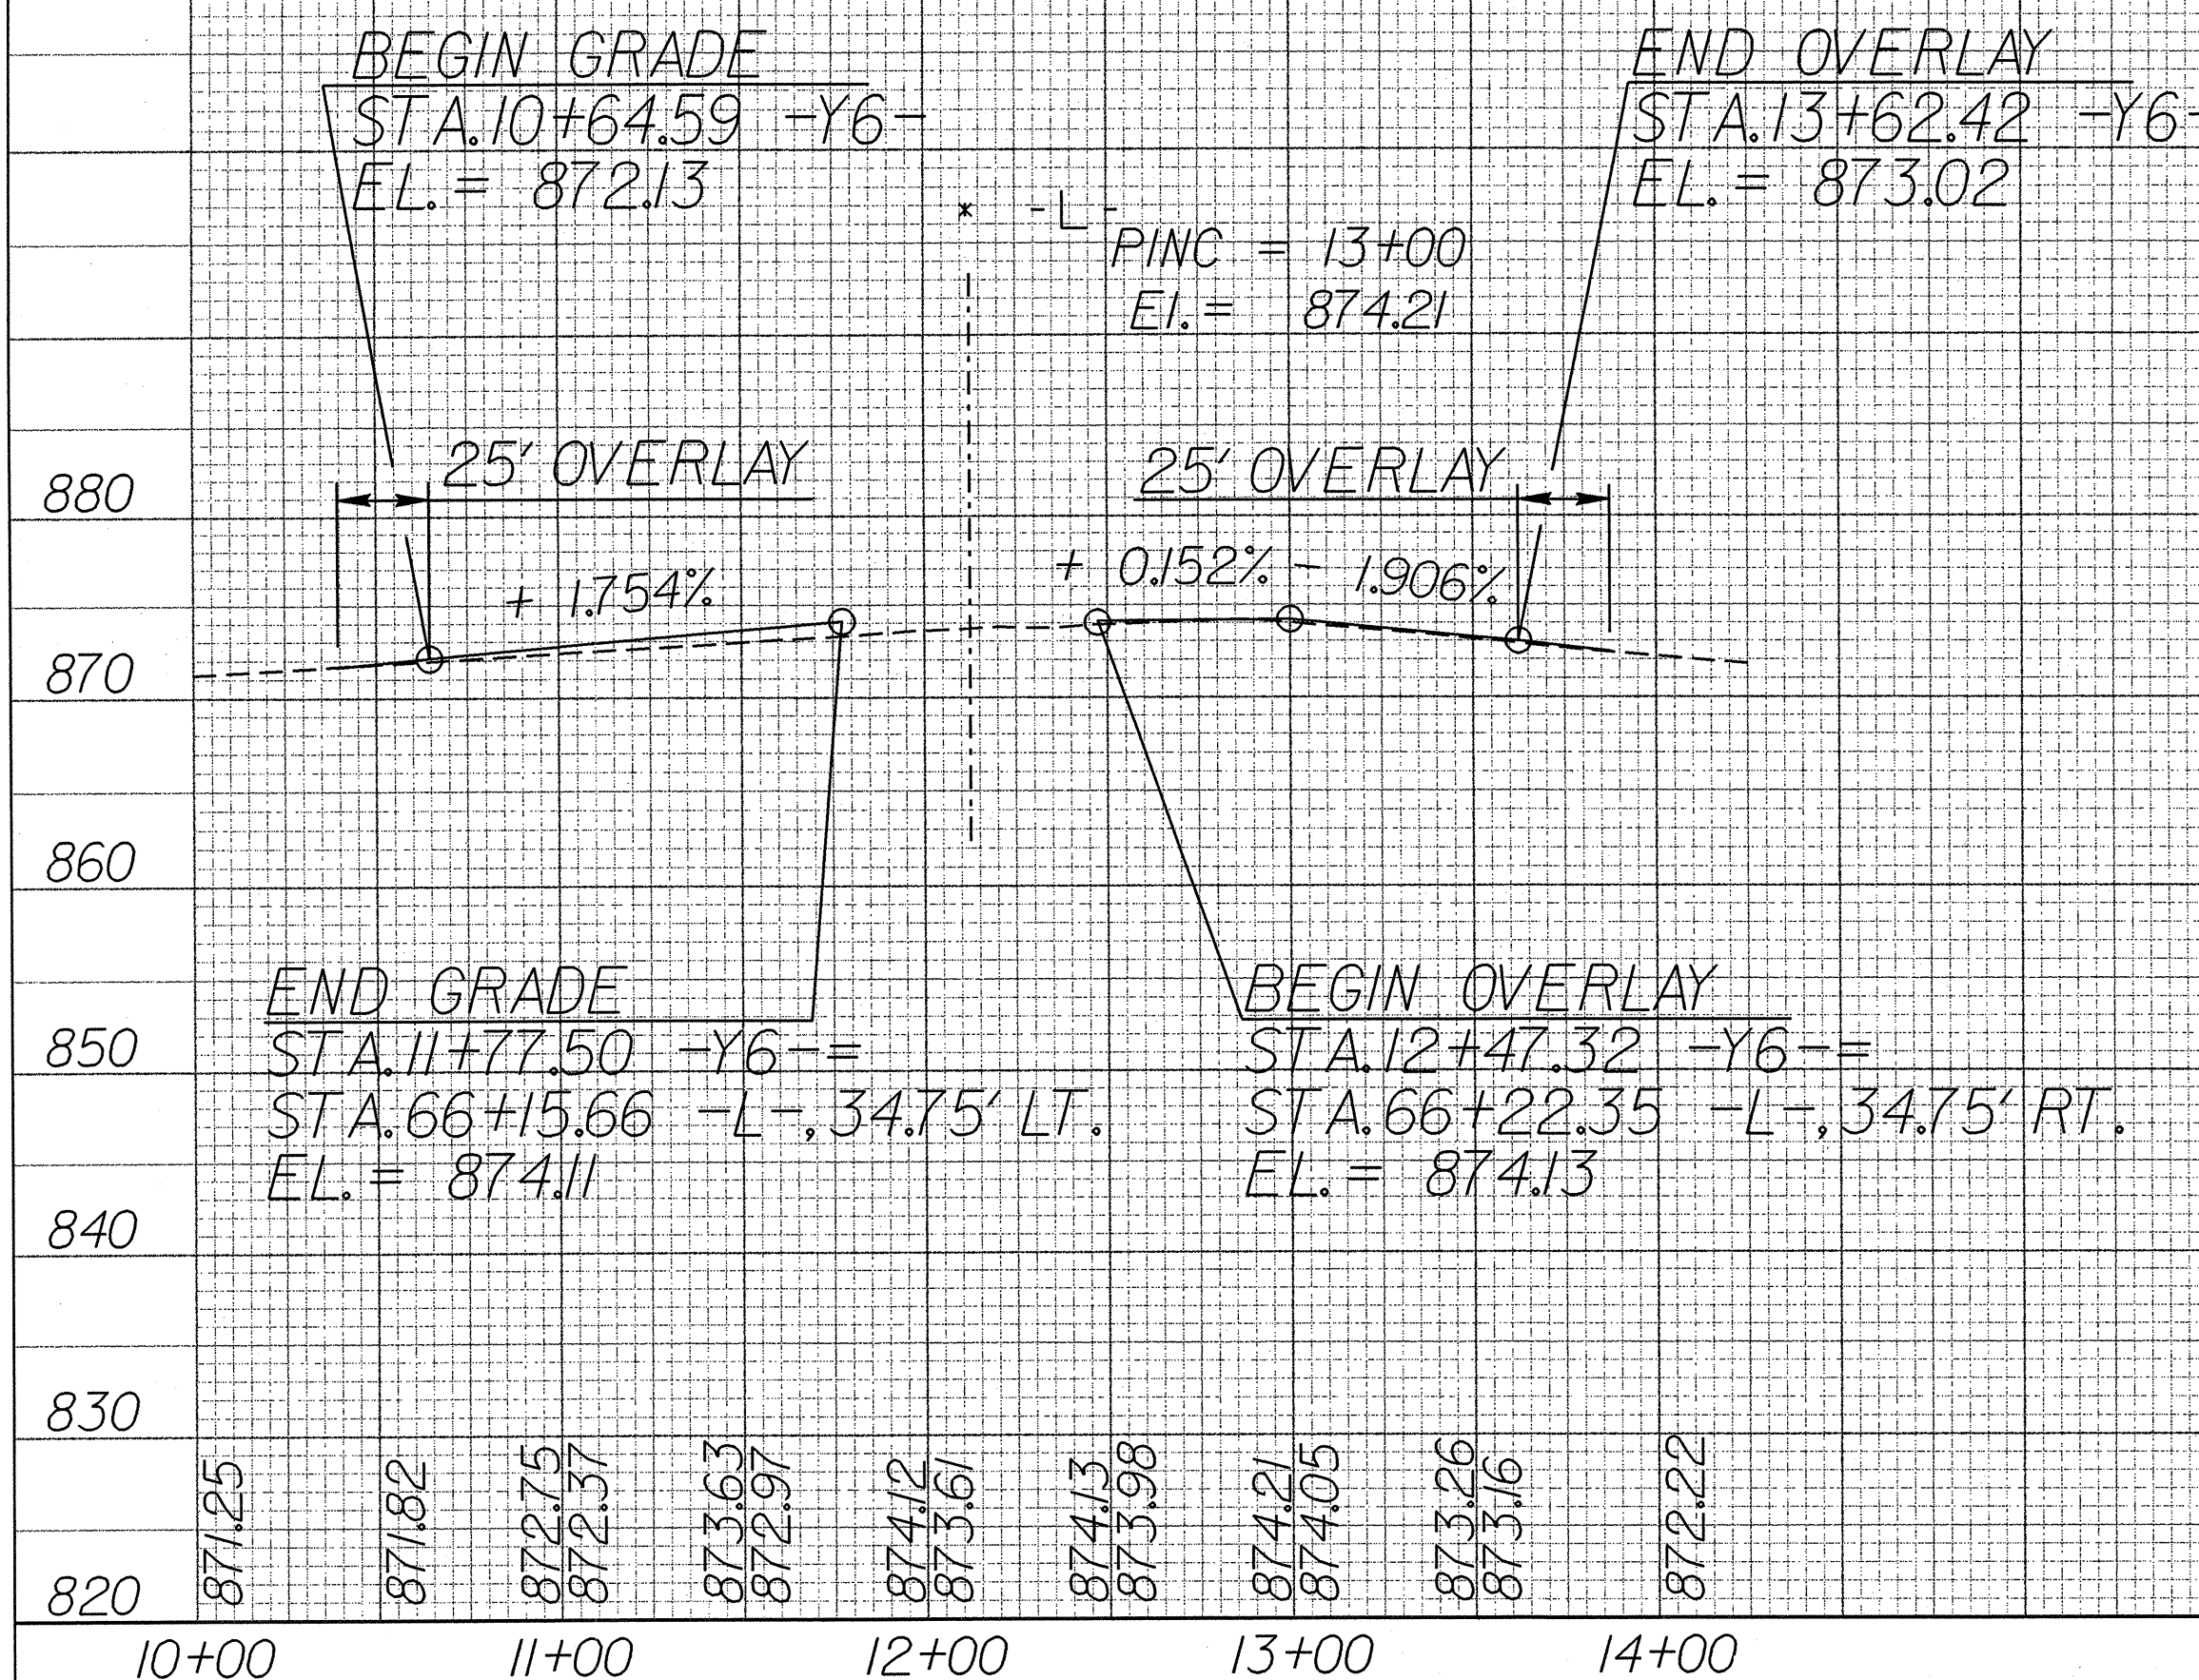 BEGIN GRADE
STA.10+64.59 -Y6-
EL. = 872.13
END OVERLAY
STA.13+62.42 -Y6-
EL. = 873.02
* -L-
PINC = 13+00
El. = 874.21
25' OVERLAY
25' OVERLAY
+ 1.754%
+ 0.152%
- 1.906%
880
870
860
850
840
830
820
END GRADE
STA.11+77.50 -Y6-=
STA.66+15.66 -L-, 34.75' LT.
EL. = 874.11
BEGIN OVERLAY
STA.12+47.32 -Y6-=
STA.66+22.35 -L-, 34.75' RT.
EL. = 874.13
871.25
871.82
872.75
872.37
873.63
872.97
874.12
873.61
874.13
873.98
874.21
874.05
873.26
873.16
872.22
10+00
11+00
12+00
13+00
14+00